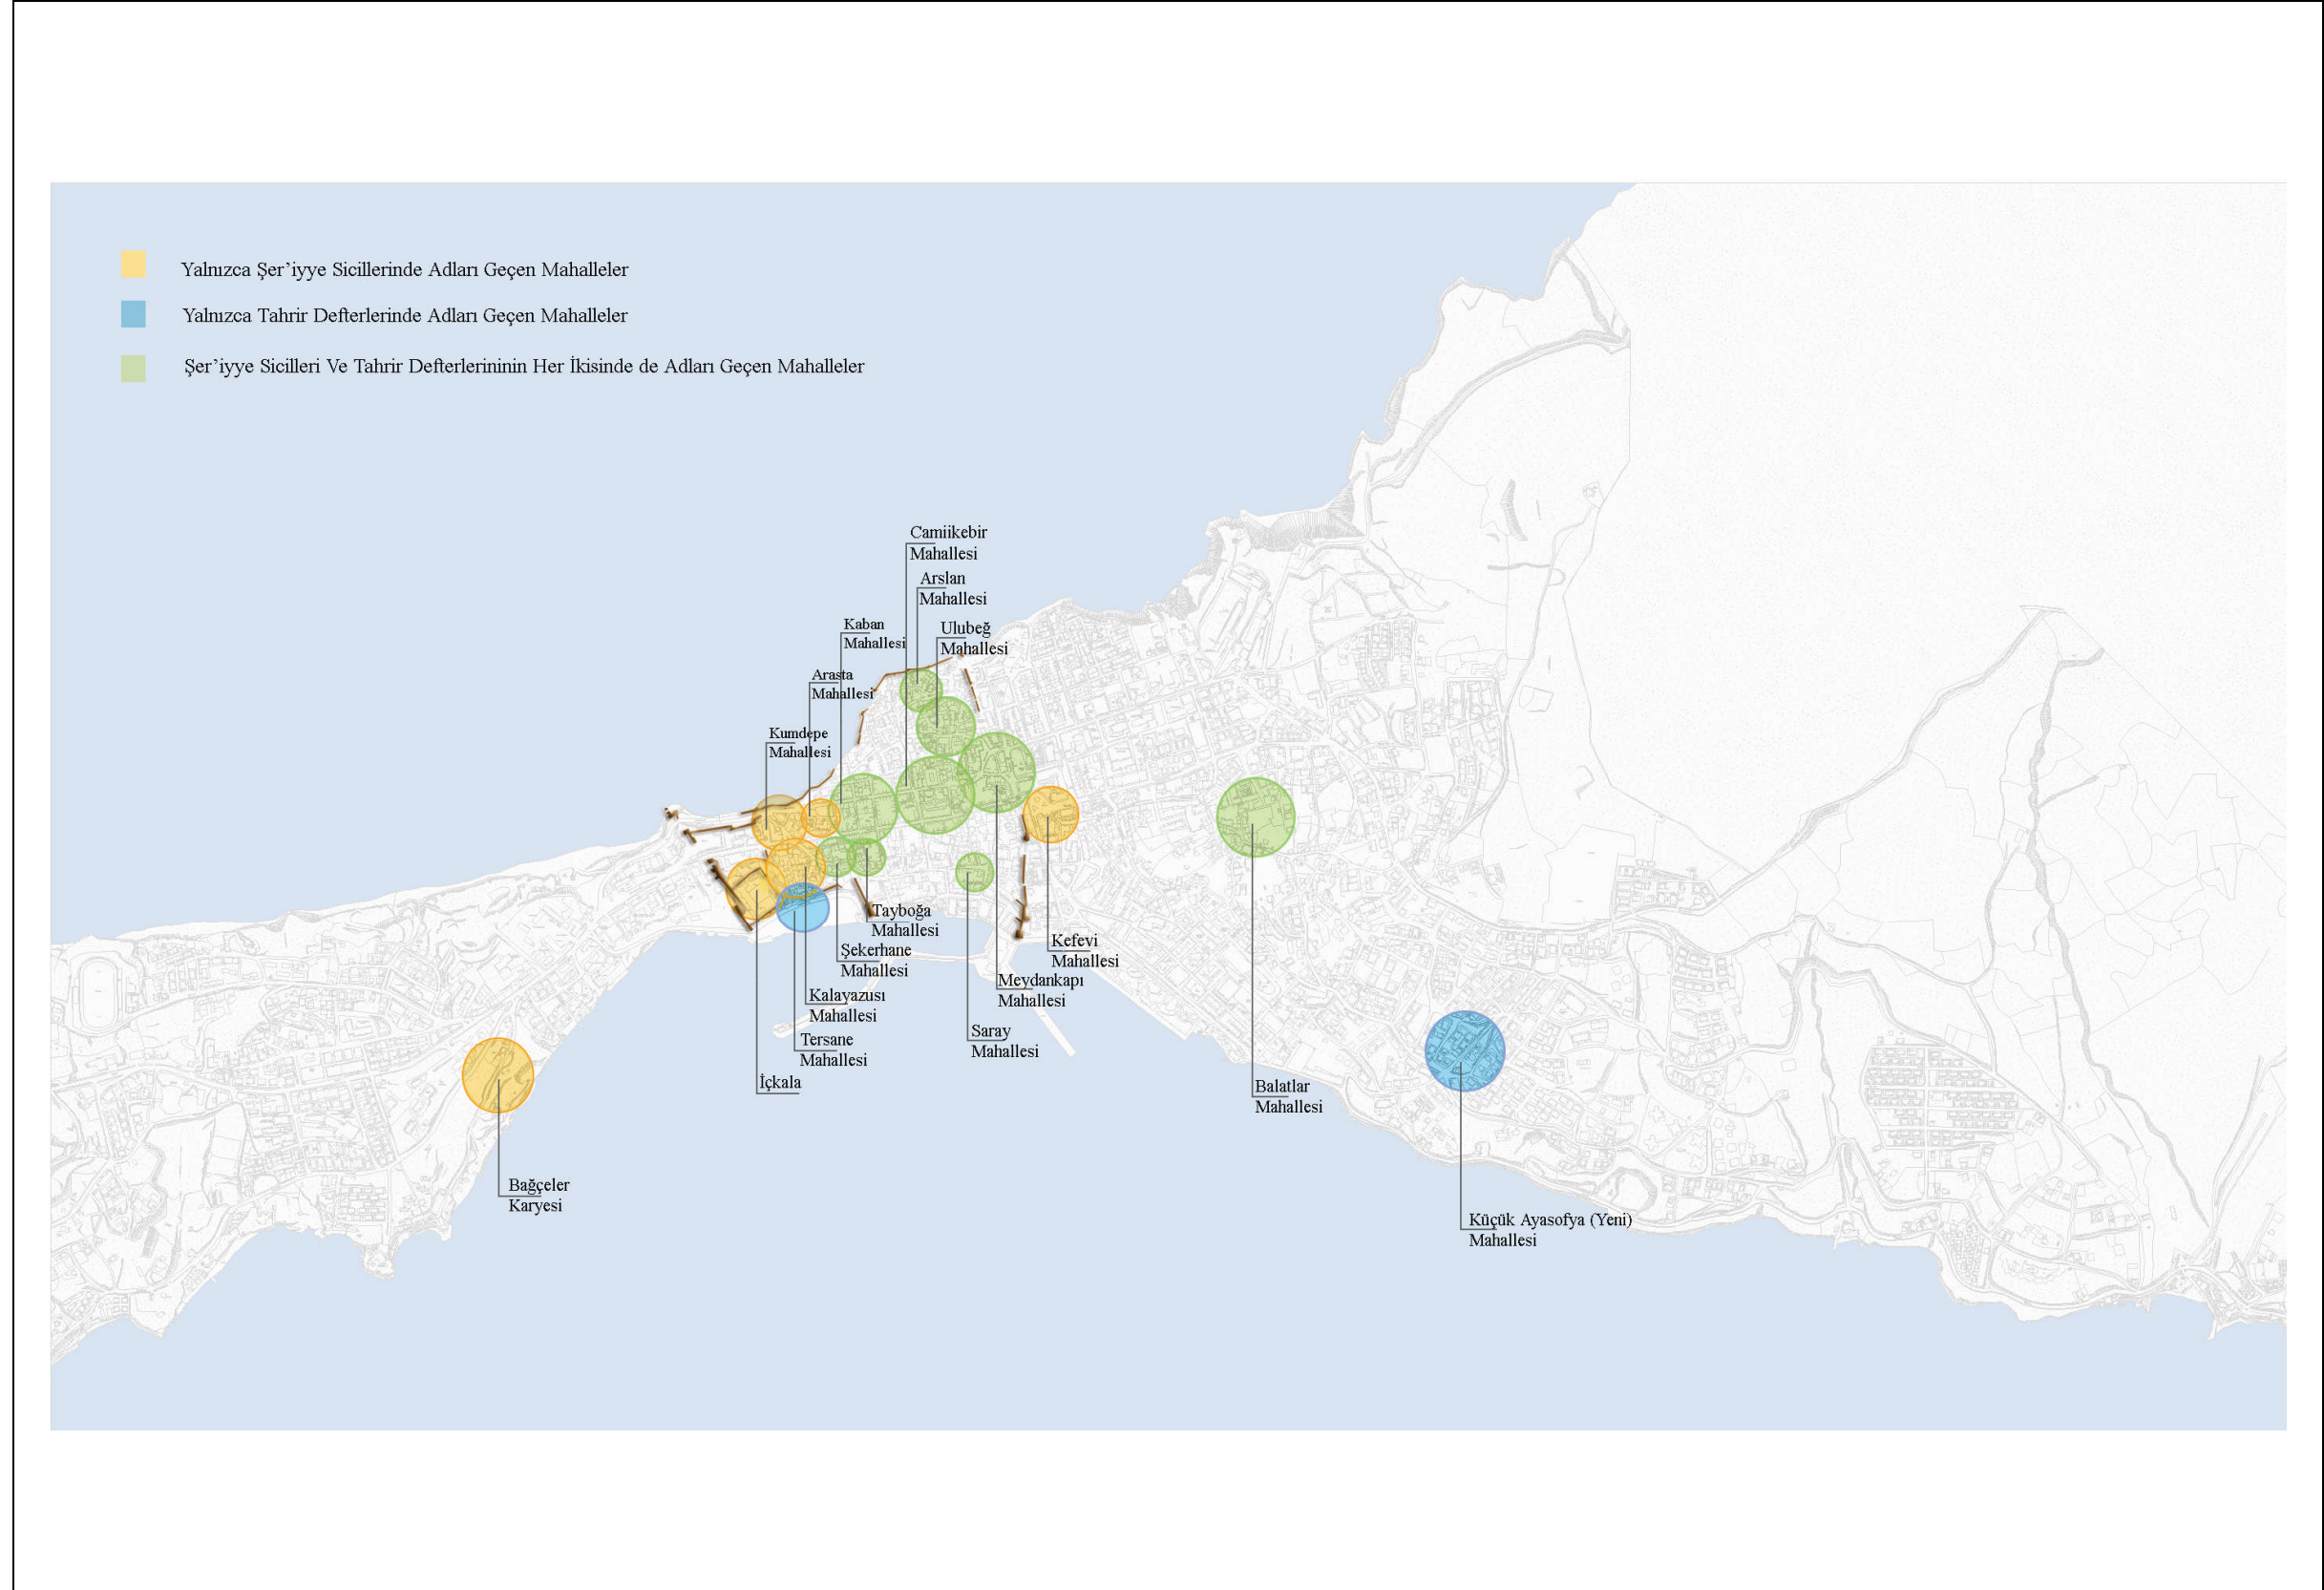 Yalnızca Şer’iyye Sicillerinde Adları Geçen Mahalleler
Yalnızca Tahrir Defterlerinde Adları Geçen Mahalleler
Şer’iyye Sicilleri Ve Tahrir Defterlerininin Her İkisinde de Adları Geçen Mahalleler
Camiikebir
Mahallesi
Arslan
Mahallesi
Kaban
Mahallesi
Ulubeğ
Mahallesi
Arasta
Mahallesi
Kumdepe
Mahallesi
Tayboğa
Mahallesi
Şekerhane
Mahallesi
Kefevi
Mahallesi
Meydankapı
Mahallesi
Kalayazusı
Mahallesi
Tersane
Mahallesi
Saray
Mahallesi
İçkala
Balatlar
Mahallesi
Bağçeler
Karyesi
Küçük Ayasofya (Yeni)
Mahallesi